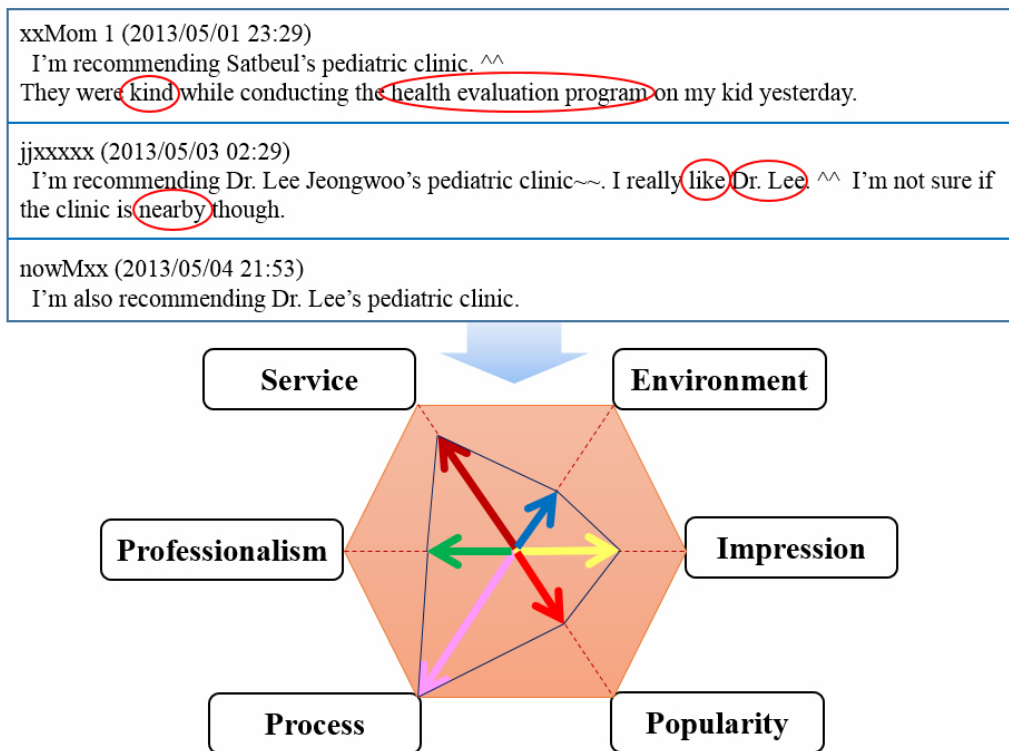 xxMom 1 (2013/05/01 23:29)
I’m recommending Satbeul’s pediatric clinic. ^^
They were kind while conducting the health evaluation program on my kid yesterday.
jjxxxxx (2013/05/03 02:29)
I’m recommending Dr. Lee Jeongwoo’s pediatric clinic~~. I really like Dr. Lee. ^^ I’m not sure if
the clinic is nearby though.
nowMxx (2013/05/04 21:53)
I’m also recommending Dr. Lee’s pediatric clinic.
Service
Environment
Professionalism
Impression
Process
Popularity